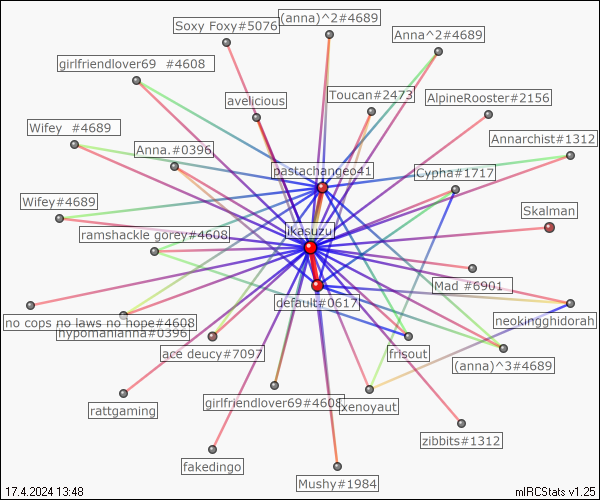 Soxy Foxy#5076
(anna)^2#4689
Anna^2#4689
girlfriendlover69 #4608
avelicious
Toucan#2473
AlpineRooster#2156
Wifey #4689
Anna.#0396
Annarchist#1312
pastachangeo41
Cypha#1717
Wifey#4689
Skalman
ramshackle gorey#4608
ikasuzu
Mad #6901
default#0617
no cops no laws no hope#4608
neokingghidorah
hypomanianna#0396
ace deucy#7097
frisout
(anna)^3#4689
girlfriendlover69#4608
xenoyaut
rattgaming
zibbits#1312
fakedingo
Mushy#1984
17.4.2024 13:48
mIRCStats v1.25